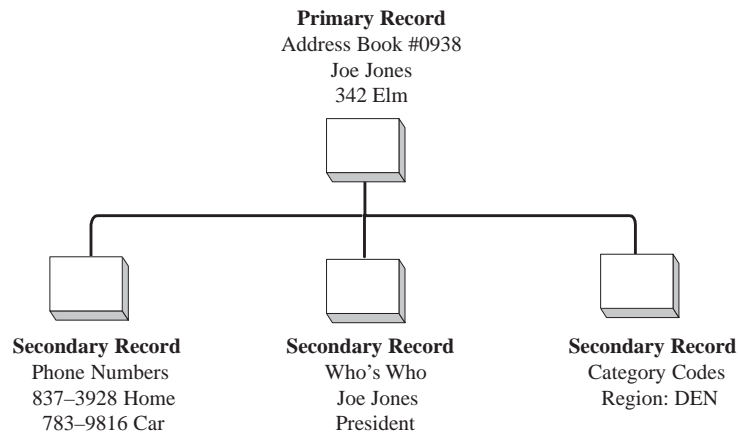 Primary Record
Address Book #0938
Joe Jones
342 Elm
Secondary Record
Phone Numbers
837–3928 Home
783–9816 Car
Secondary Record
Who's Who
Joe Jones
President
Secondary Record
Category Codes
Region: DEN